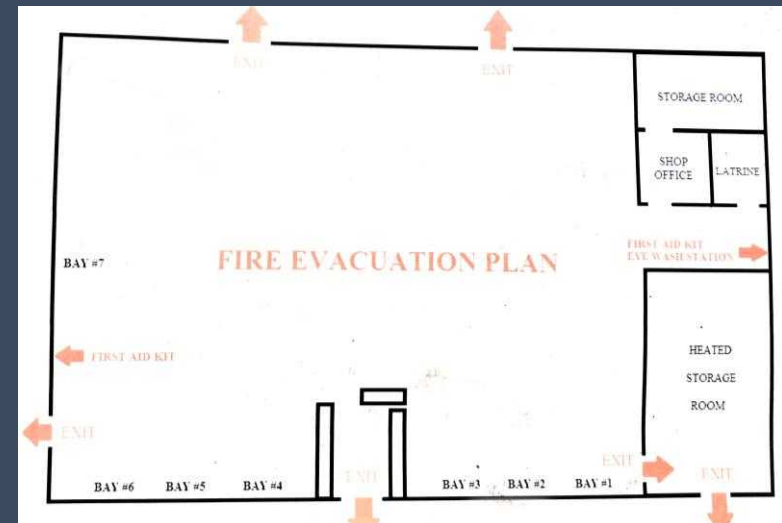 EXIT
EXIT
STORAGE ROOM
SHOP
OFFICE
LATRINE
FIRST AID KIT
EYE WASH STATION
FIRE EVACUATION PLAN
BAY #7
FIRST AID KIT
HEATED
STORAGE
ROOM
EXIT
EXIT
EXIT
EXIT
BAY #6
BAY #5
BAY #4
BAY #3
BAY #2
BAY #1